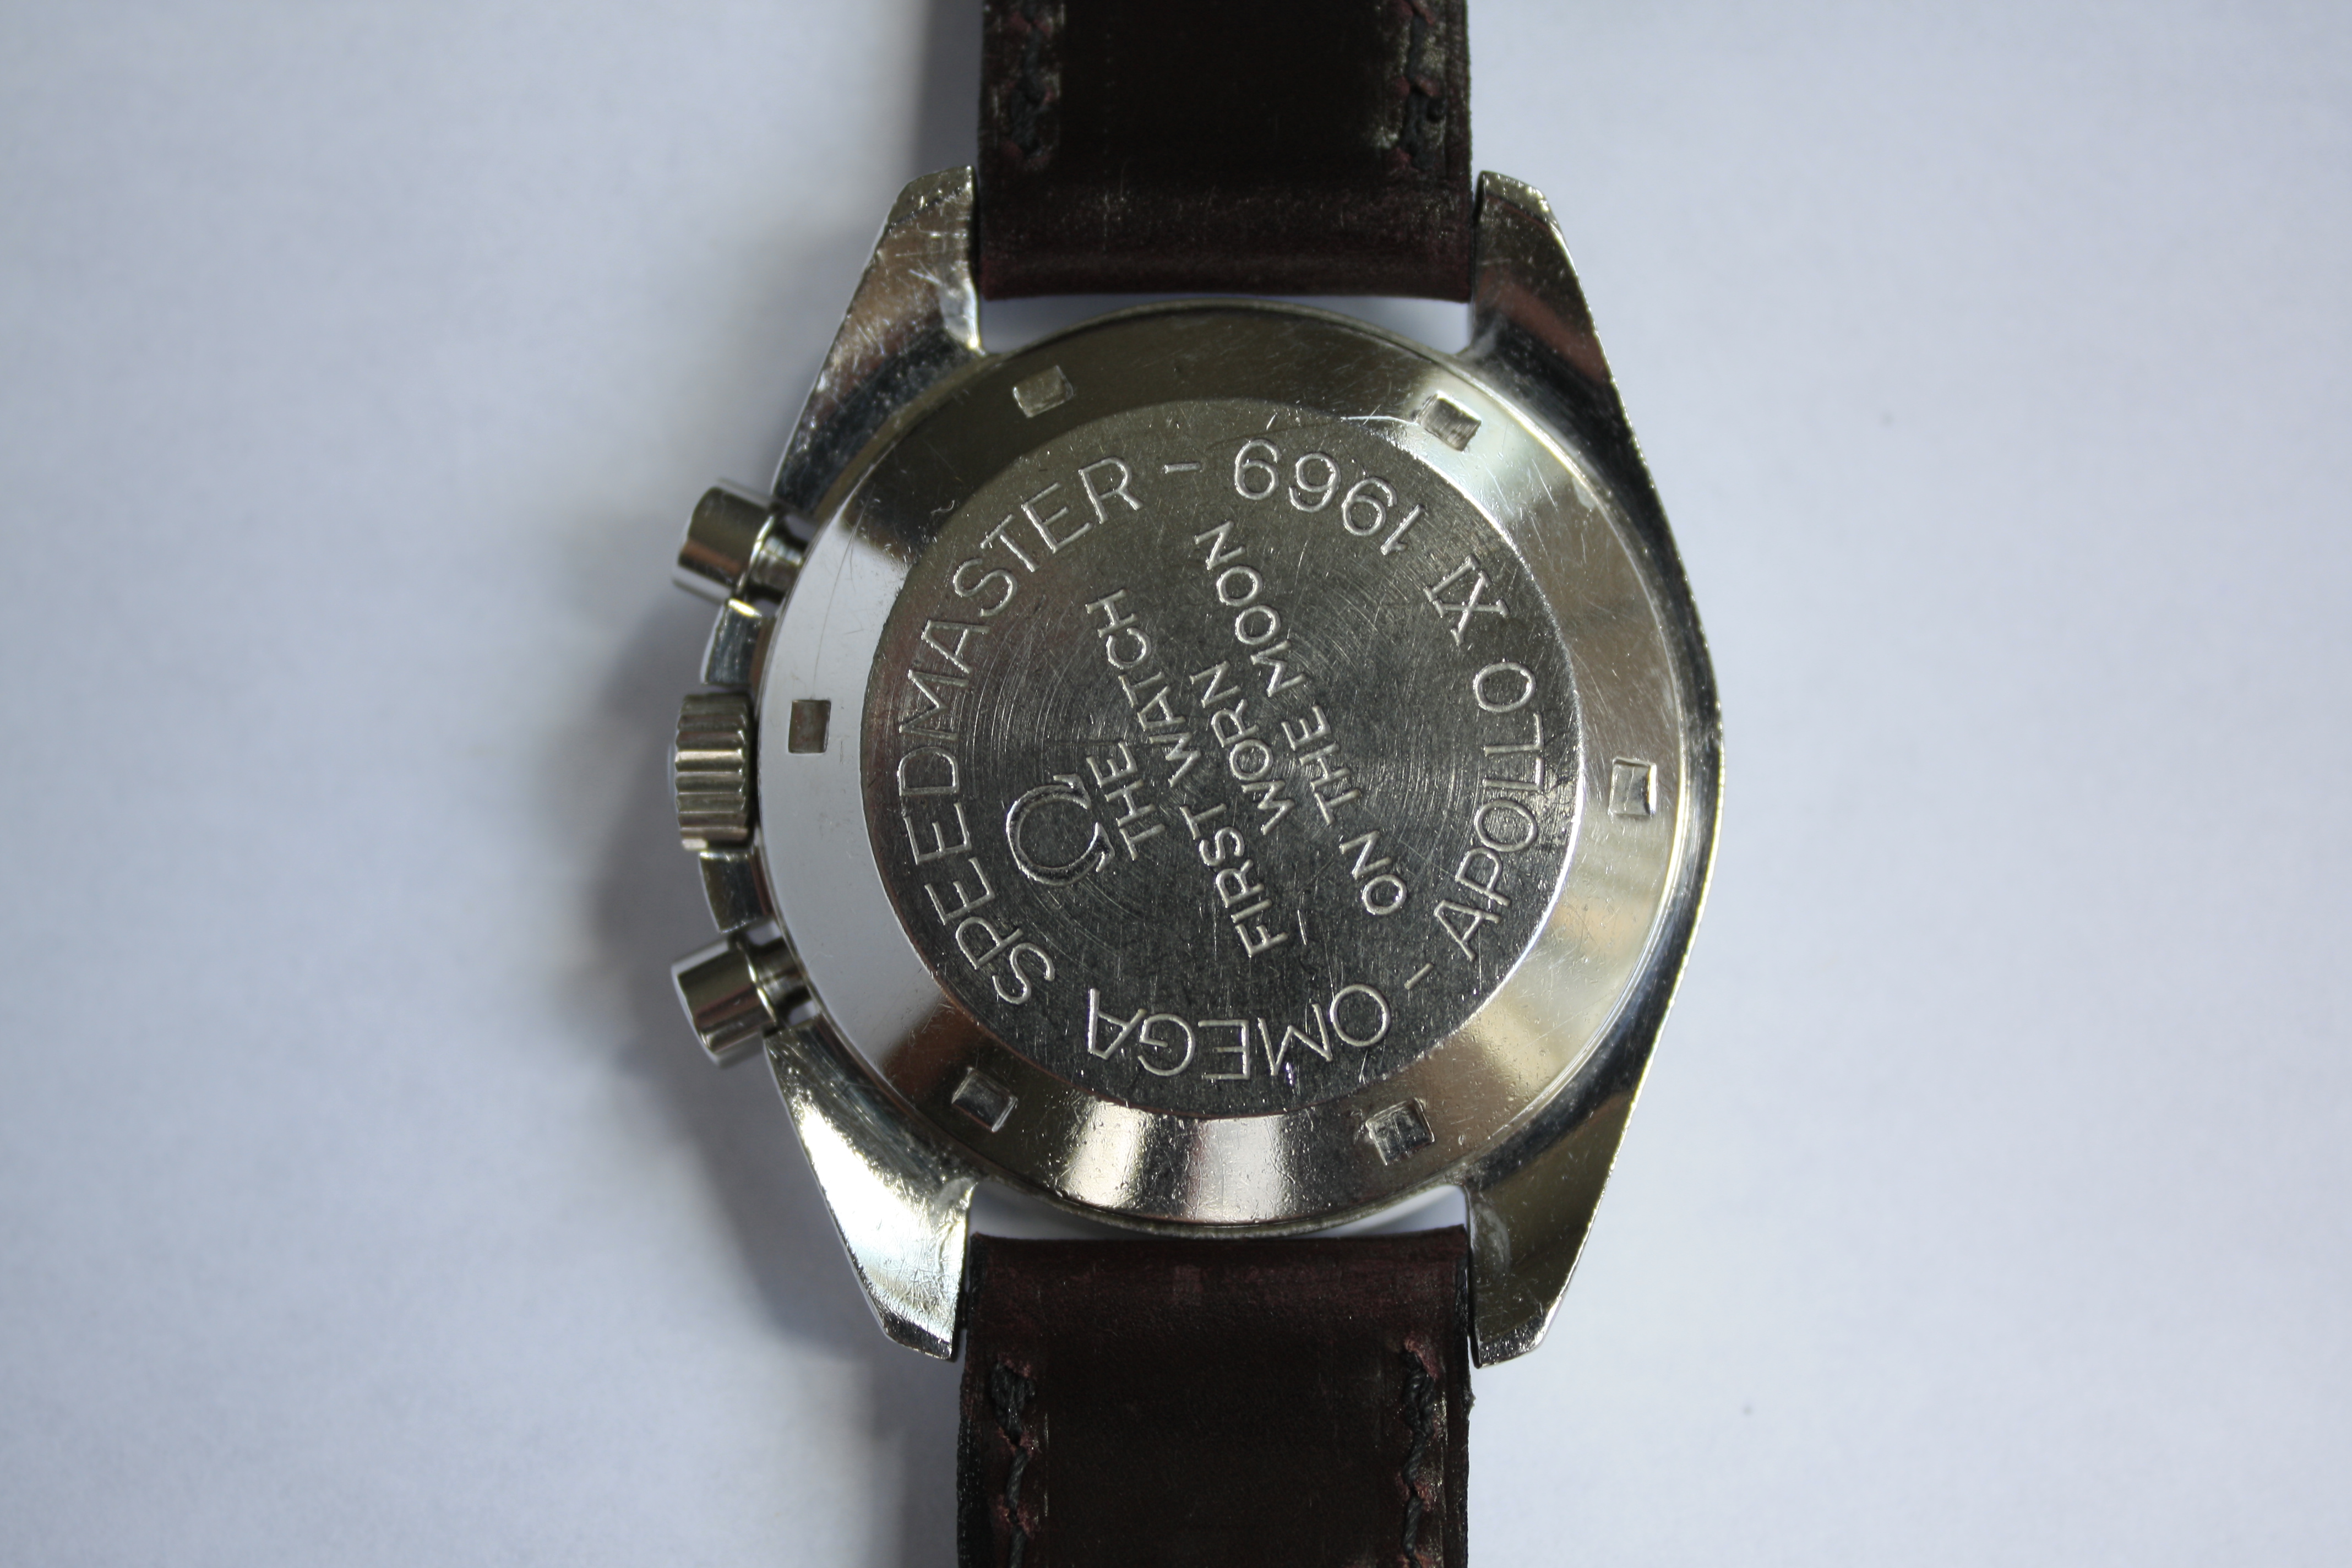 OMEGA SPEEDMASTER - APOLLO XI 1969 -
Ω
THE WATCH
FIRST WORN
ON THE MOON